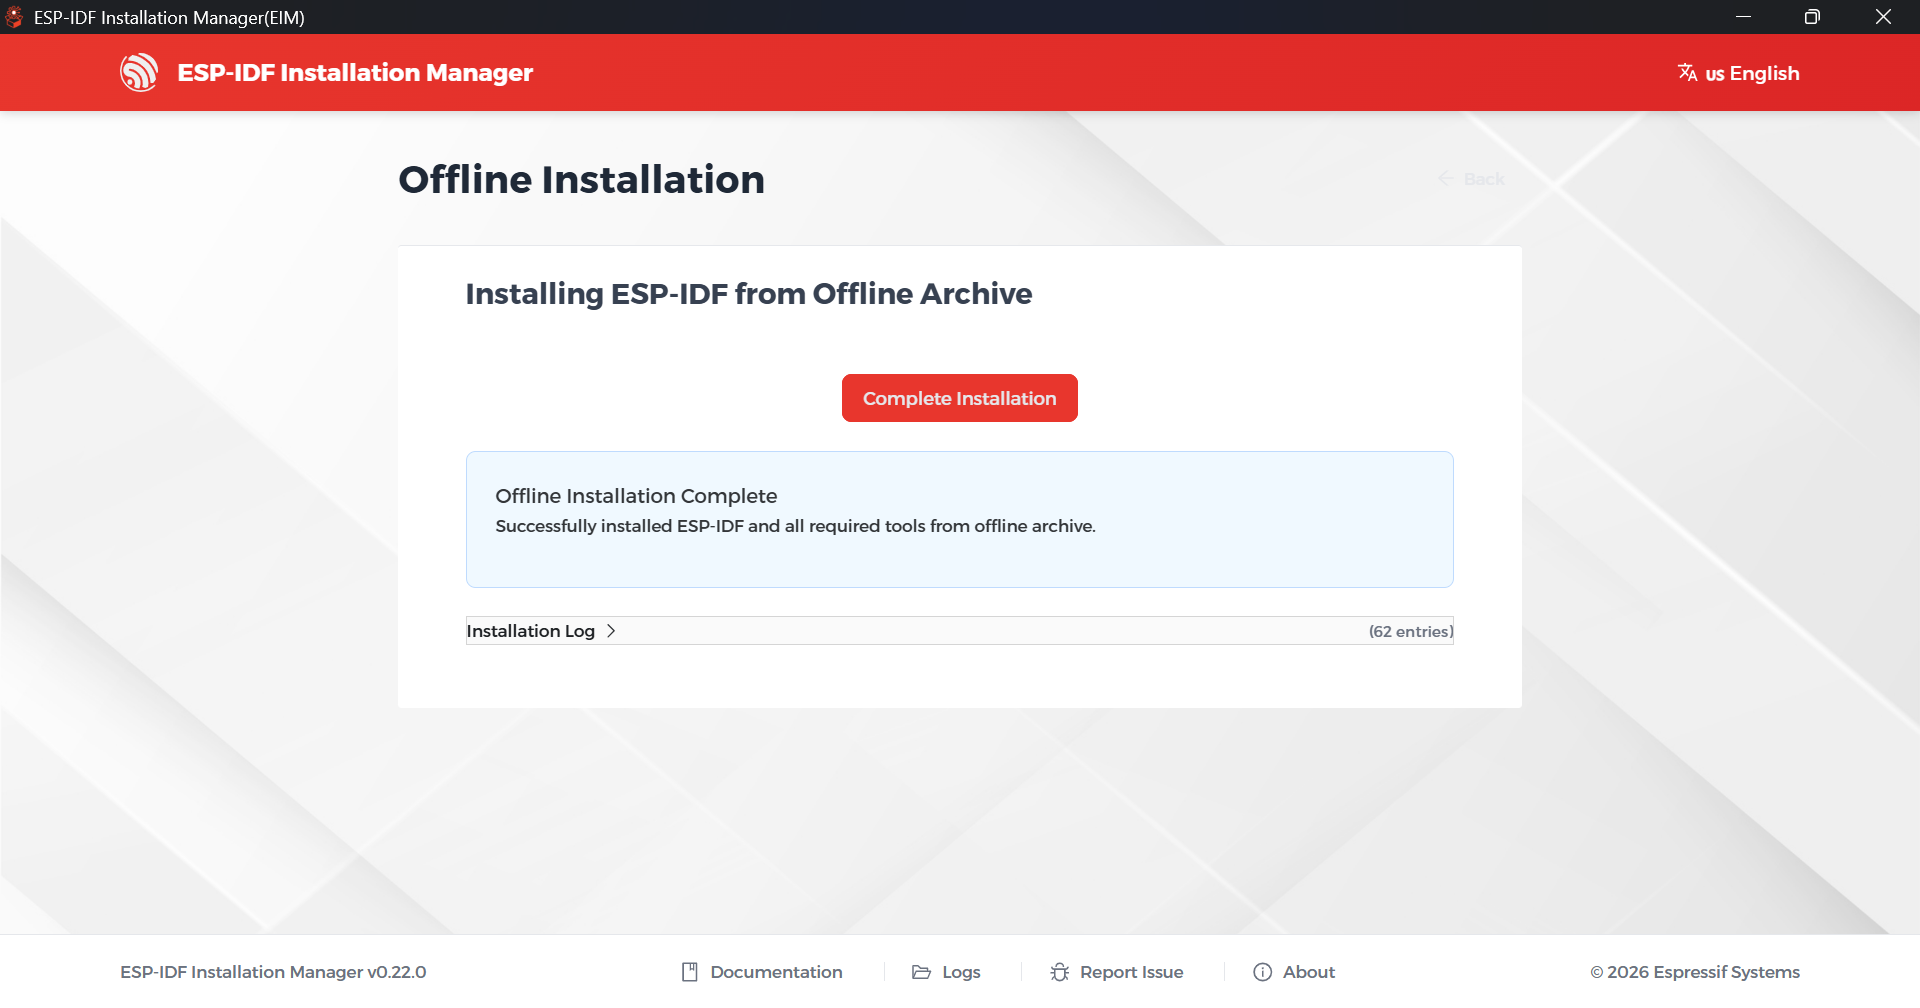 ESP-IDF Installation Manager(EIM)
ESP-IDF Installation Manager
us English
Offline Installation
Back
Installing ESP-IDF from Offline Archive
Complete Installation
Offline Installation Complete
Successfully installed ESP-IDF and all required tools from offline archive.
Installation Log
(62 entries)
ESP-IDF Installation Manager v0.22.0
Documentation
Logs
Report Issue
About
© 2026 Espressif Systems